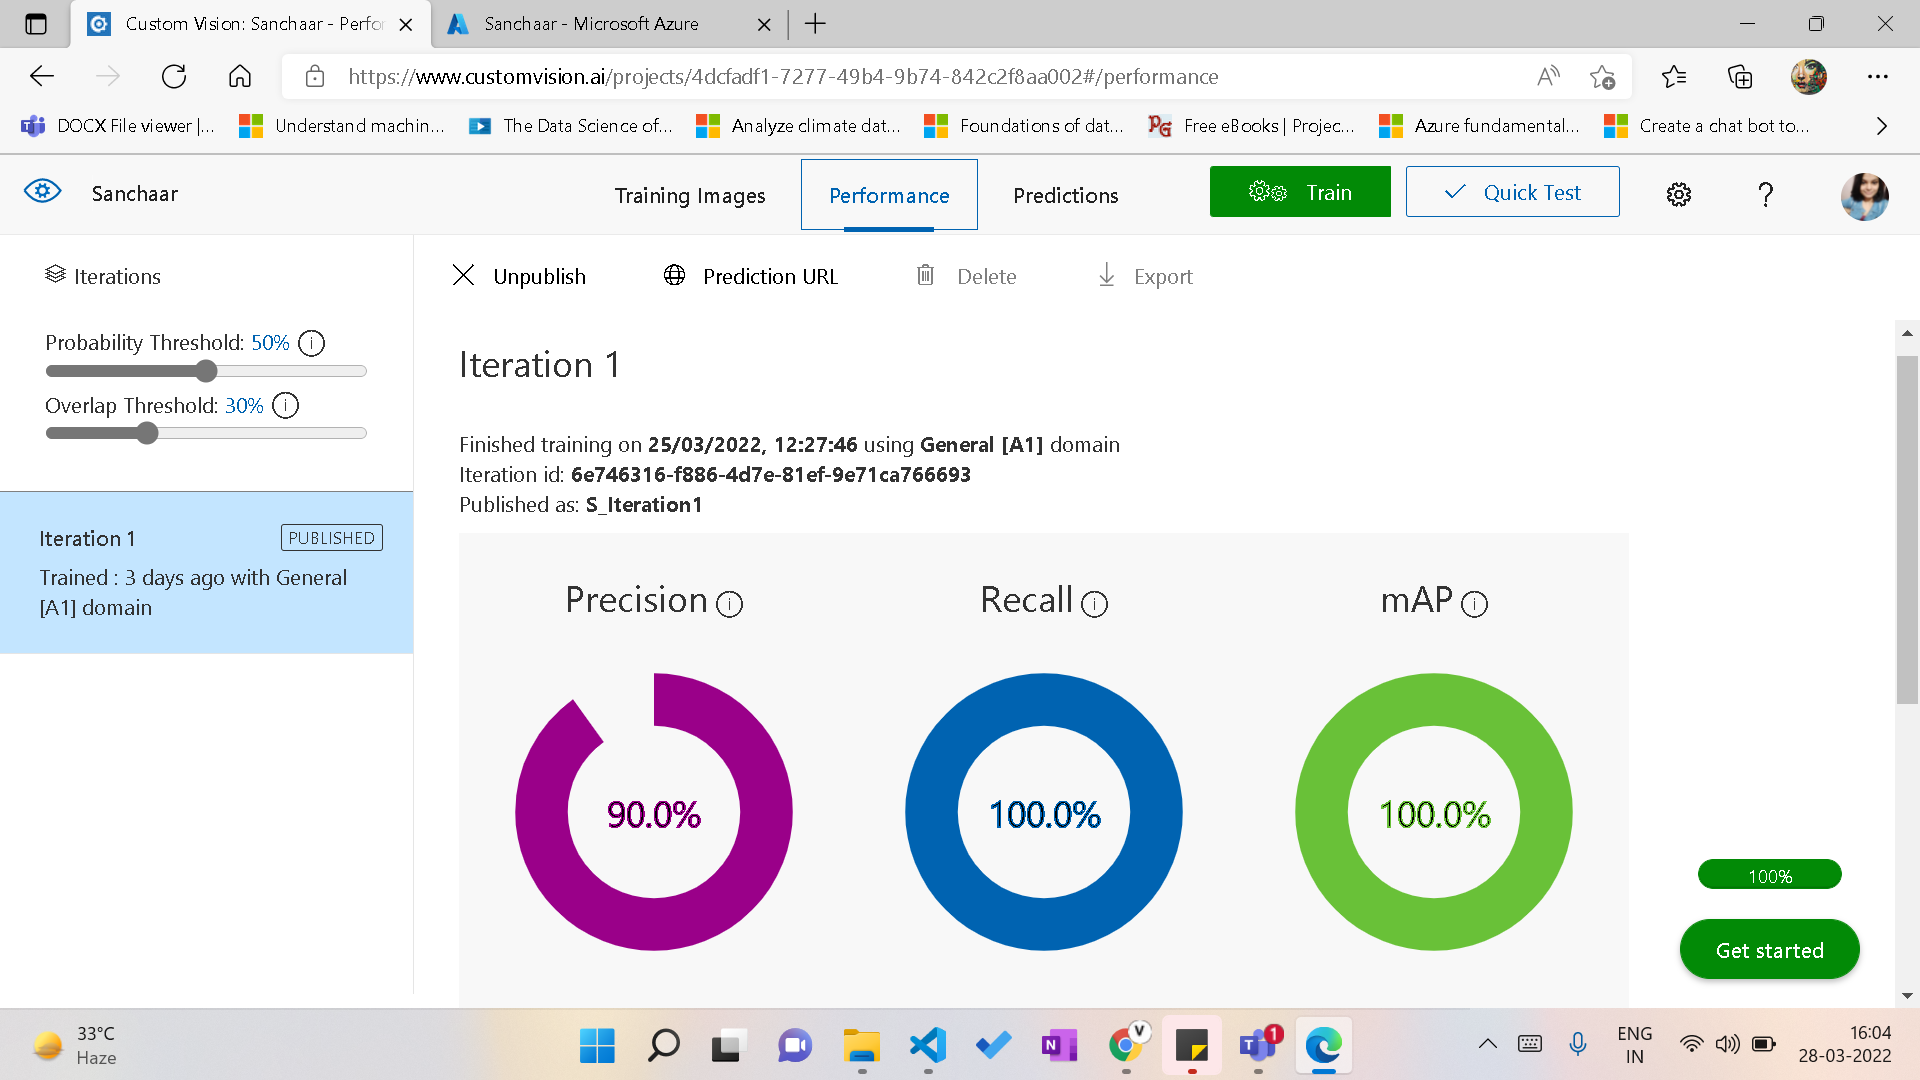 Custom Vision: Sanchaar - Perfor
Sanchaar - Microsoft Azure
https://www.customvision.ai/projects/4dcfadf1-7277-49b4-9b74-842c2f8aa002#/performance
DOCX File viewer |...
Understand machin...
The Data Science of...
Analyze climate dat...
Foundations of dat...
Free eBooks | Projec...
Azure fundamental...
Create a chat bot to...
Sanchaar
Training Images
Performance
Predictions
Train
Quick Test
Iterations
Unpublish
Prediction URL
Delete
Export
Probability Threshold: 50%
Overlap Threshold: 30%
Iteration 1
PUBLISHED
Trained : 3 days ago with General
[A1] domain
Iteration 1
Finished training on 25/03/2022, 12:27:46 using General [A1] domain
Iteration id: 6e746316-f886-4d7e-81ef-9e71ca766693
Published as: S_Iteration1
Precision
Recall
mAP
90.0%
100.0%
100.0%
100%
Get started
33°C
Haze
V
1
ENG
IN
16:04
28-03-2022